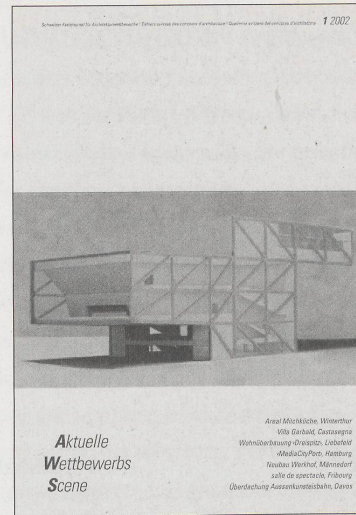 Schweizer Fachjournal für Architekturwettbewerbe / Cahiers suisses des concours d'architecture / Quaderno svizzero dei concorsi d'architettura 1 2002
Aktuelle
Wettbewerbs
Scene
Areal Milchküche, Winterthur
Villa Garbald, Castasegna
Wohnüberbauung ‹Dreispitz›, Liebefeld
‹MediaCityPort›, Hamburg
Neubau Werkhof, Männedorf
salle de spectacle, Fribourg
Überdachung Aussenkunsteisbahn, Davos